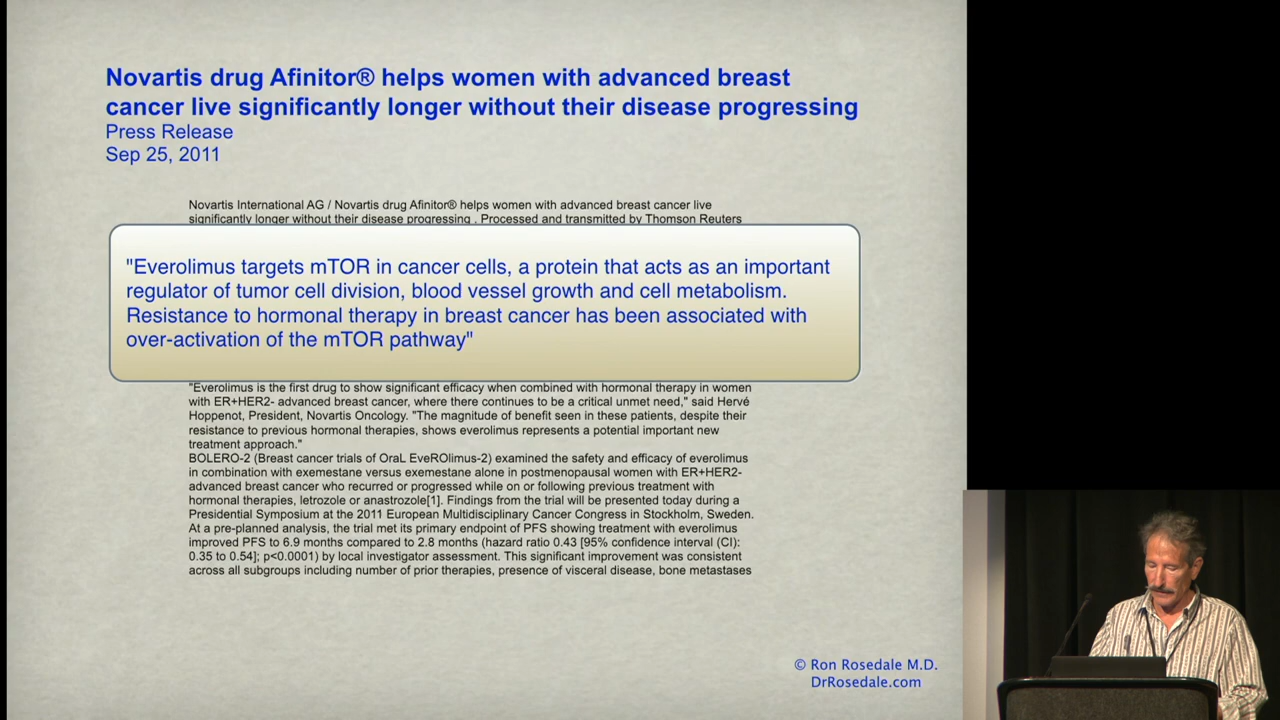 Novartis drug Afinitor® helps women with advanced breast
cancer live significantly longer without their disease progressing
Press Release
Sep 25, 2011
Novartis International AG / Novartis drug Afinitor® helps women with advanced breast cancer live
significantly longer without their disease progressing . Processed and transmitted by Thomson Reuters
"Everolimus targets mTOR in cancer cells, a protein that acts as an important
regulator of tumor cell division, blood vessel growth and cell metabolism.
Resistance to hormonal therapy in breast cancer has been associated with
over-activation of the mTOR pathway"
"Everolimus is the first drug to show significant efficacy when combined with hormonal therapy in women
with ER+HER2- advanced breast cancer, where there continues to be a critical unmet need," said Hervé
Hoppenot, President, Novartis Oncology. "The magnitude of benefit seen in these patients, despite their
resistance to previous hormonal therapies, shows everolimus represents a potential important new
treatment approach."
BOLERO-2 (Breast cancer trials of OraL EveROlimus-2) examined the safety and efficacy of everolimus
in combination with exemestane versus exemestane alone in postmenopausal women with ER+HER2-
advanced breast cancer who recurred or progressed while on or following previous treatment with
hormonal therapies, letrozole or anastrozole[1]. Findings from the trial will be presented today during a
Presidential Symposium at the 2011 European Multidisciplinary Cancer Congress in Stockholm, Sweden.
At a pre-planned analysis, the trial met its primary endpoint of PFS showing treatment with everolimus
improved PFS to 6.9 months compared to 2.8 months (hazard ratio 0.43 [95% confidence interval (CI):
0.35 to 0.54]; p<0.0001) by local investigator assessment. This significant improvement was consistent
across all subgroups including number of prior therapies, presence of visceral disease, bone metastases
© Ron Rosedale M.D.
DrRosedale.com